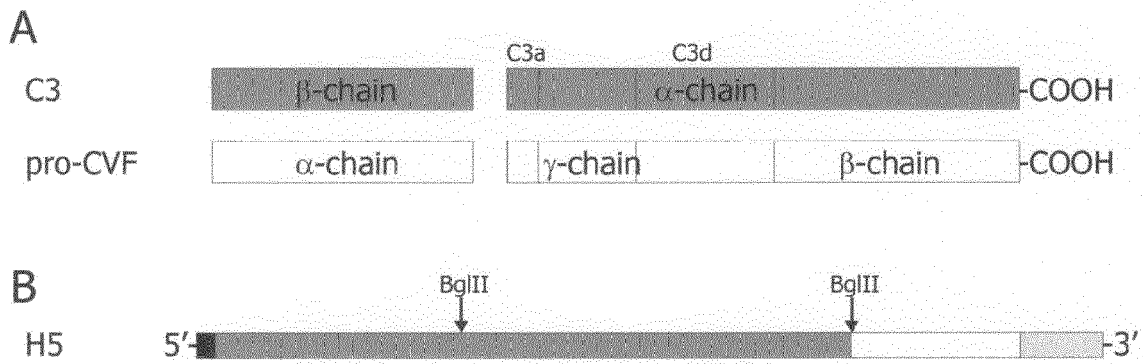 A
C3a C3d
C3 β-chain α-chain -COOH
pro-CVF α-chain γ-chain β-chain -COOH
B
BglII BglII
H5 5'- -3'